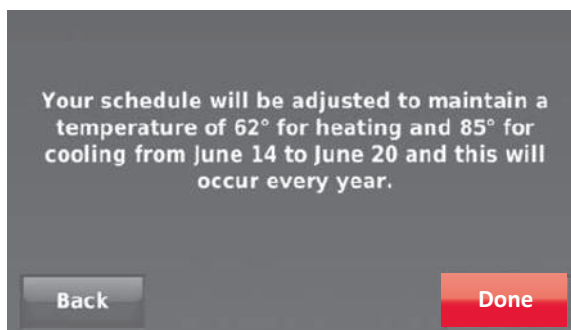 Your schedule will be adjusted to maintain a
temperature of 62° for heating and 85° for
cooling from June 14 to June 20 and this will
occur every year.
Back
Done